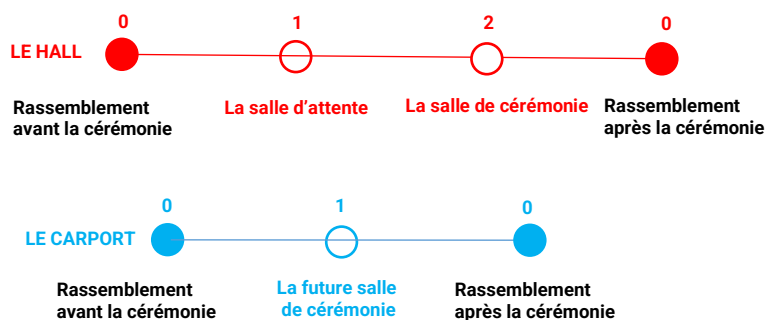 0 1 2 0
LE HALL
Rassemblement
avant la cérémonie
La salle d'attente
La salle de cérémonie
Rassemblement
après la cérémonie
0 1 0
LE CARPORT
Rassemblement
avant la cérémonie
La future salle
de cérémonie
Rassemblement
après la cérémonie